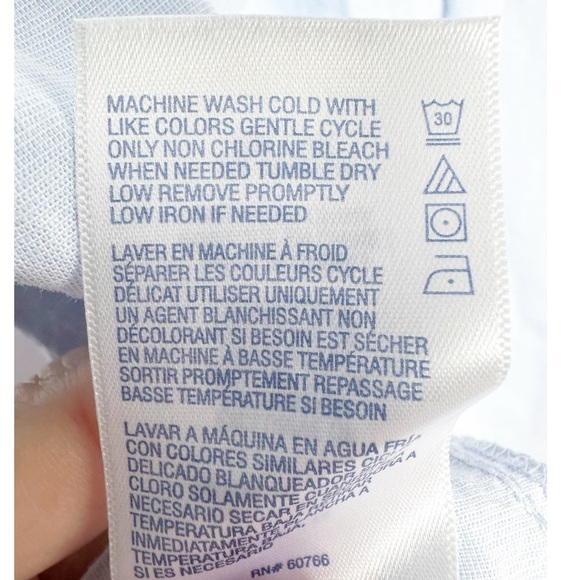 MACHINE WASH COLD WITH
LIKE COLORS GENTLE CYCLE
ONLY NON CHLORINE BLEACH
WHEN NEEDED TUMBLE DRY
LOW REMOVE PROMPTLY
LOW IRON IF NEEDED
30
LAVER EN MACHINE À FROID
SÉPARER LES COULEURS CYCLE
DÉLICAT UTILISER UNIQUEMENT
UN AGENT BLANCHISSANT NON
DÉCOLORANT SI BESOIN EST SÉCHER
EN MACHINE À BASSE TEMPÉRATURE
SORTIR PROMPTEMENT REPASSAGE
BASSE TEMPÉRATURE SI BESOIN
LAVAR A MÁQUINA EN AGUA
CON COLORES SIMILARES
DELICADO BLANQUEADOR
CLORO SOLAMENTE CUANDO
NECESARIO SECAR EN
TEMPERATURA BAJA
INMEDIATAMENTE
TEMPERATURA BAJA
SI ES NECESARIO
RN# 60766